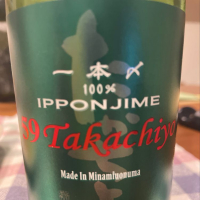 一本〆
100%
IPPONJIME
59 Takachiyo
Made in Minamiuonuma